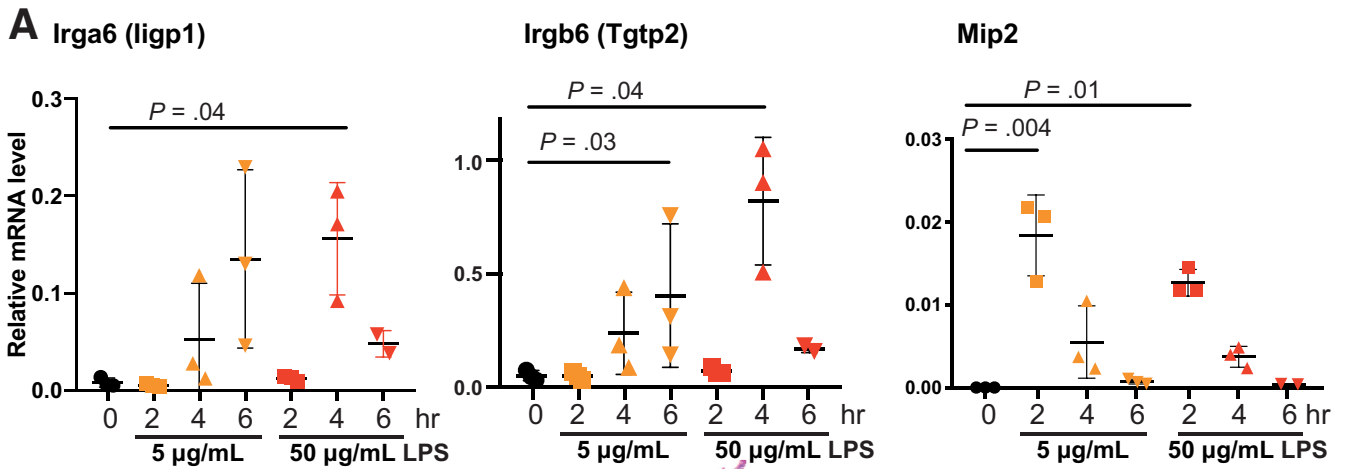 A Irga6 (Iigp1) Irgb6 (Tgtp2) Mip2
Relative mRNA level
0.3
0.2
0.1
0.0
P = .04
0 2 4 6 2 4 6 hr
5 µg/mL 50 µg/mL LPS
1.0
0.5
0.0
P = .04
P = .03
0 2 4 6 2 4 6 hr
5 µg/mL 50 µg/mL LPS
0.03
0.02
0.01
0.00
P = .01
P = .004
0 2 4 6 2 4 6 hr
5 µg/mL 50 µg/mL LPS